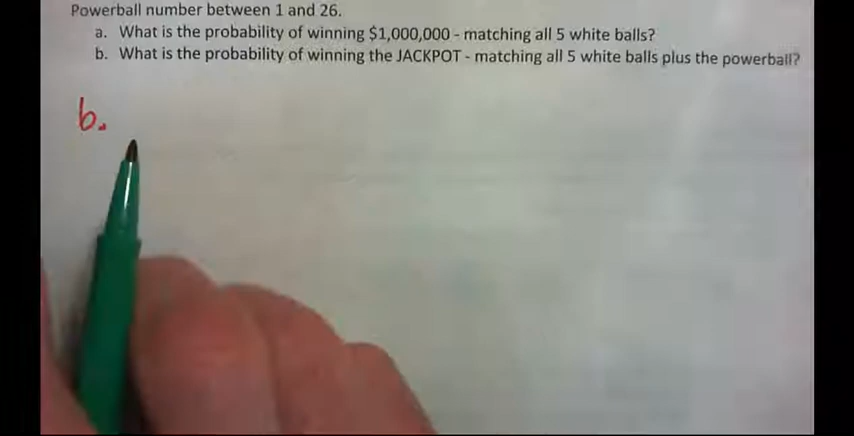 Powerball number between 1 and 26.
a. What is the probability of winning $1,000,000 - matching all 5 white balls?
b. What is the probability of winning the JACKPOT - matching all 5 white balls plus the powerball?
b.